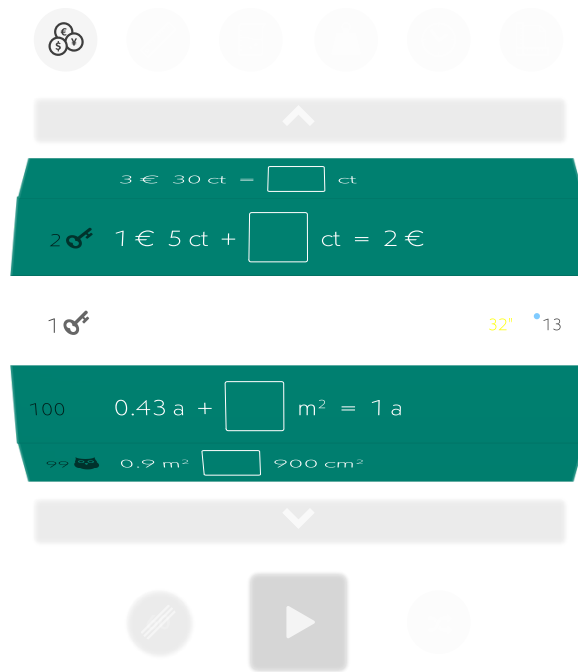 3 € 30 ct = ct
2 1 € 5 ct + ct = 2 €
1 32° 13
100 0.43 a + m² = 1 a
99 0.9 m² 900 cm²